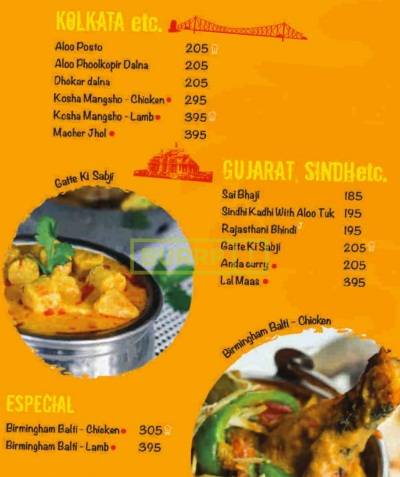 KOLKATA etc.
Aloo Posto 205
Aloo Phoolkopir Dalna 205
Dhokar dalna 205
Kosha Mangsho - Chicken 295
Kosha Mangsho - Lamb 395
Macher Jhol 395
Gatte Ki Sabji
GUJARAT, SINDH etc.
Sai Bhaji 185
Sindhi Kadhi With Aloo Tuk 195
Rajasthani Bhindi 195
Gatte Ki Sabji 205
Anda curry 205
Lal Maas 395
Birmingham Balti - Chicken
ESPECIAL
Birmingham Balti - Chicken 305
Birmingham Balti - Lamb 395